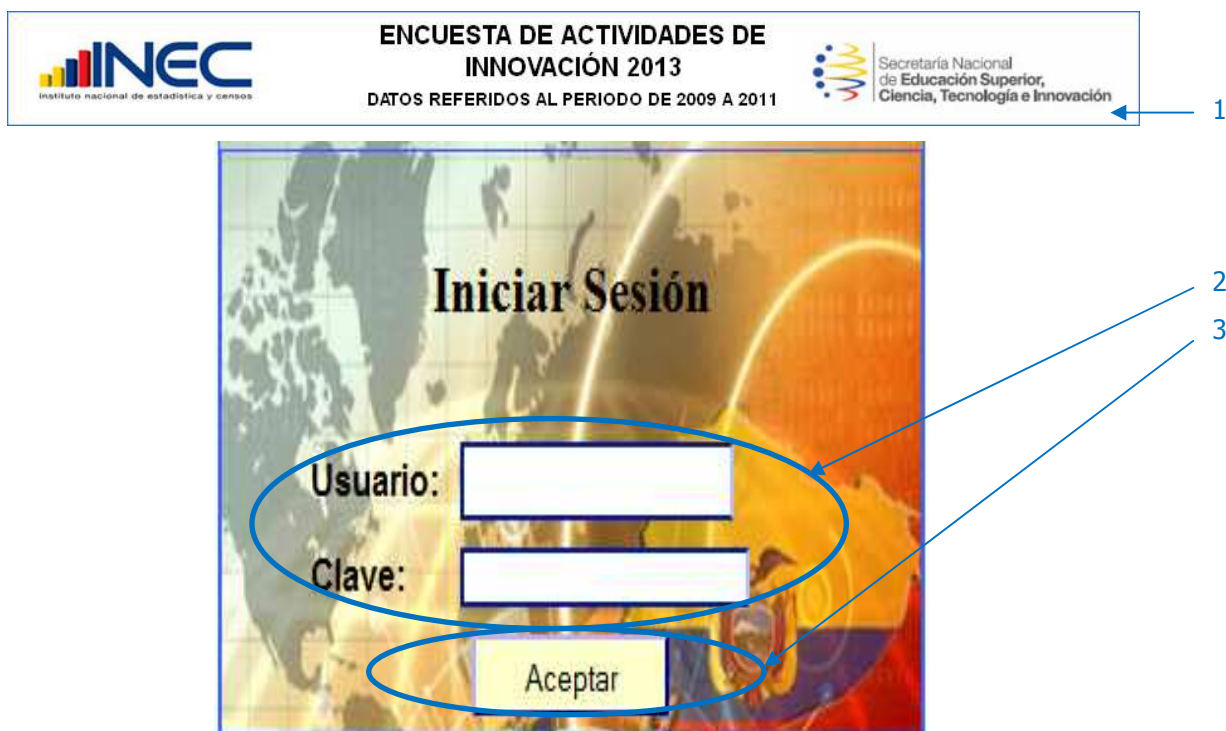 INEC
instituto nacional de estadística y censos
ENCUESTA DE ACTIVIDADES DE
INNOVACIÓN 2013
DATOS REFERIDOS AL PERIODO DE 2009 A 2011
Secretaría Nacional
de Educación Superior,
Ciencia, Tecnología e Innovación
1
Iniciar Sesión
2
3
Usuario:
Clave:
Aceptar